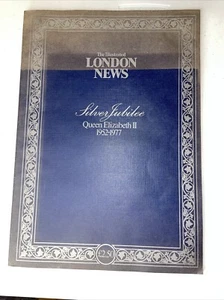 The Illustrated
LONDON
NEWS
Silver Jubilee
Queen Elizabeth II
1952-1977
£2.50